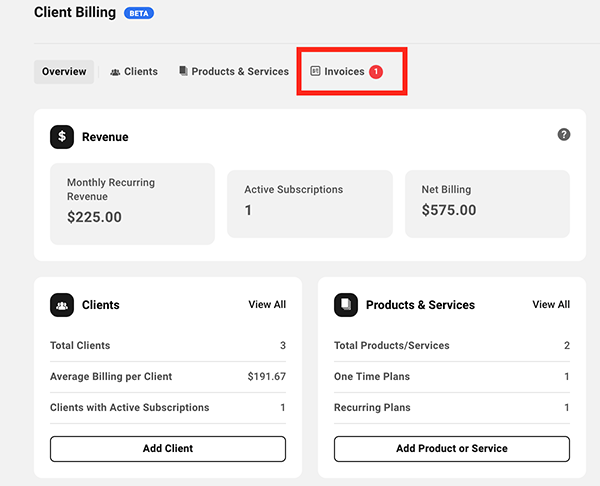 Client Billing BETA
Overview Clients Products & Services Invoices 1
$ Revenue ?
Monthly Recurring
Revenue
$225.00
Active Subscriptions
1
Net Billing
$575.00
Clients View All
Total Clients 3
Average Billing per Client $191.67
Clients with Active Subscriptions 1
Add Client
Products & Services View All
Total Products/Services 2
One Time Plans 1
Recurring Plans 1
Add Product or Service